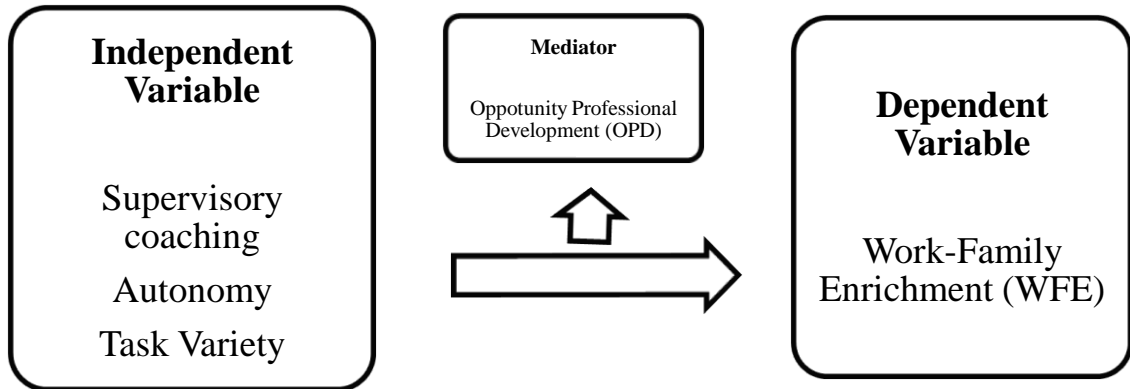 Independent
Variable
Supervisory
coaching
Autonomy
Task Variety
Mediator
Oppotunity Professional
Development (OPD)
Dependent
Variable
Work-Family
Enrichment (WFE)